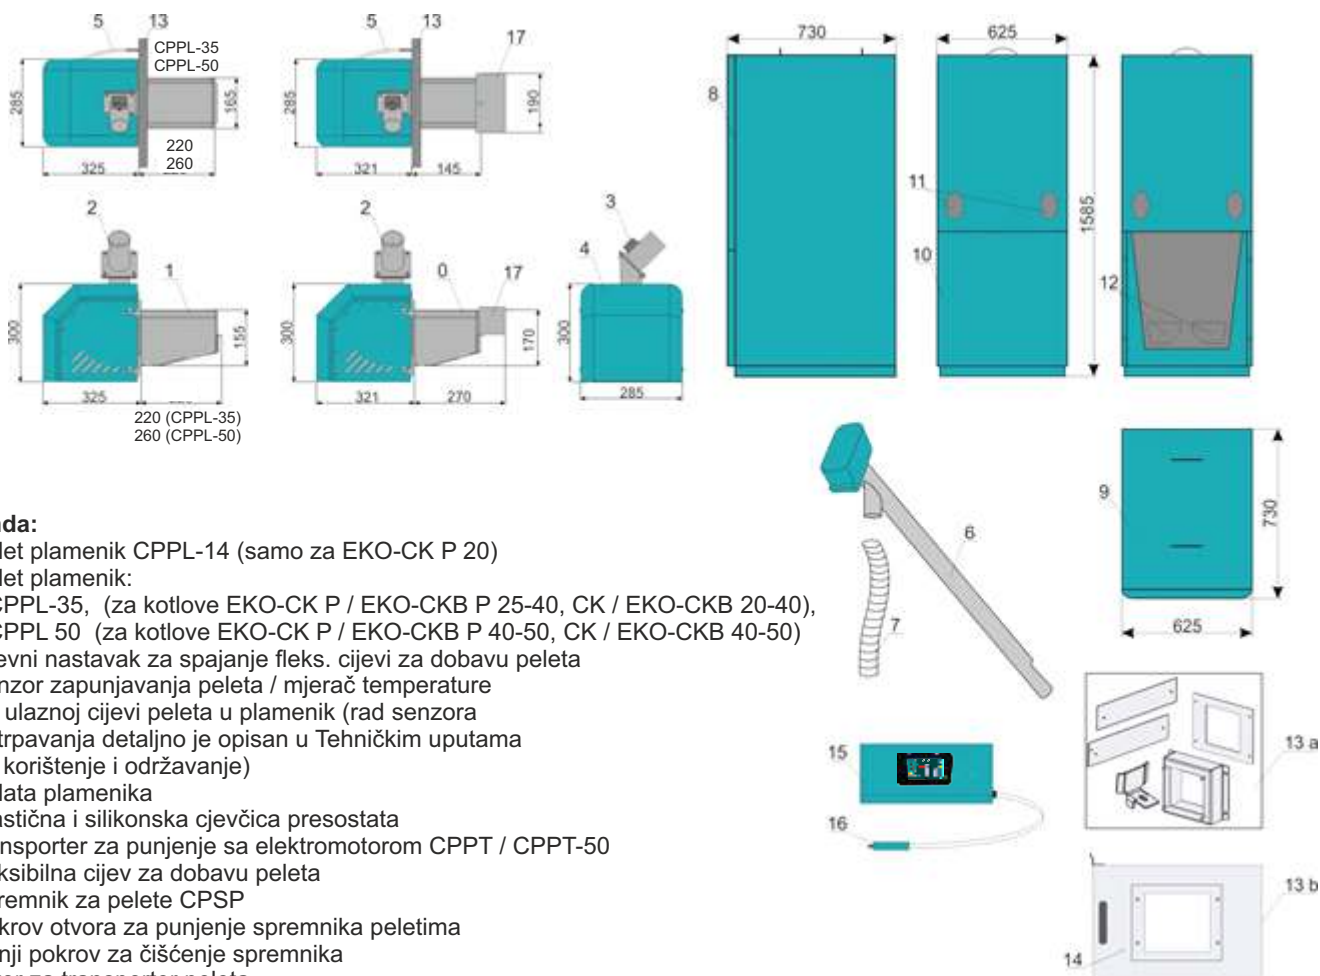 5 13
CPPL-35
CPPL-50
285
165
220
260
325
5 13
17
285
190
321 145
2
1
300
155
325
220 (CPPL-35)
260 (CPPL-50)
2
0 17
300
170
321 270
3
4
300
285
730
8
625
11
10
1585
12
6
7
9
730
625
15
16
13 a
13 b
14
da:
let plamenik CPPL-14 (samo za EKO-CK P 20)
let plamenik:
CPPL-35, (za kotlove EKO-CK P / EKO-CKB P 25-40, CK / EKO-CKB 20-40),
CPPL 50 (za kotlove EKO-CK P / EKO-CKB P 40-50, CK / EKO-CKB 40-50)
evni nastavak za spajanje fleks. cijevi za dobavu peleta
nzor zapunjavanja peleta / mjerač temperature
ulaznoj cijevi peleta u plamenik (rad senzora
trpavanja detaljno je opisan u Tehničkim uputama
korištenje i održavanje)
lata plamenika
astična i silikonska cjevčica presostata
nsporter za punjenje sa elektromotorom CPPT / CPPT-50
ksibilna cijev za dobavu peleta
remnik za pelete CPSP
krov otvora za punjenje spremnika peletima
nji pokrov za čišćenje spremnika